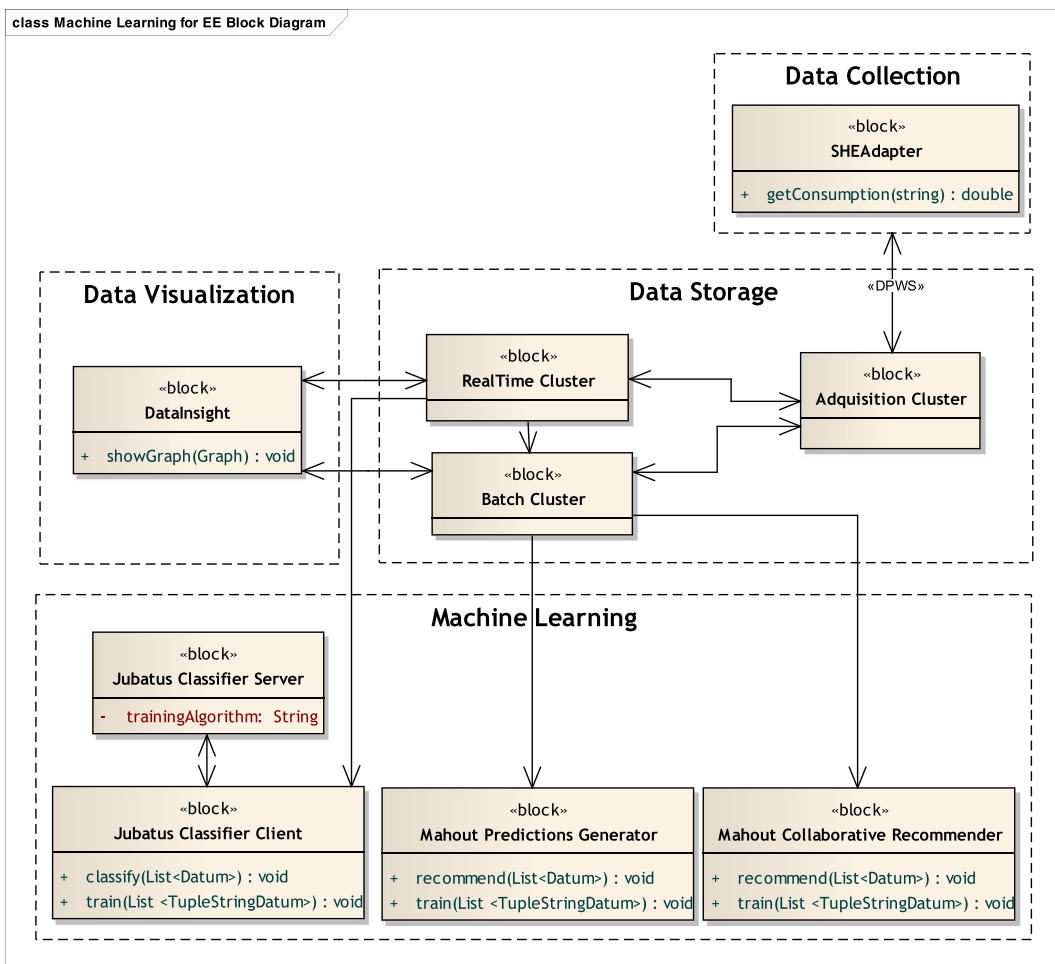 class Machine Learning for EE Block Diagram
Data Collection
«block»
SHEAdapter
+ getConsumption(string) : double
«DPWS»
Data Visualization
«block»
DataInsight
+ showGraph(Graph) : void
Data Storage
«block»
RealTime Cluster
«block»
Adquisition Cluster
«block»
Batch Cluster
Machine Learning
«block»
Jubatus Classifier Server
- trainingAlgorithm: String
«block»
Jubatus Classifier Client
+ classify(List<Datum>) : void
+ train(List <TupleStringDatum>) : void
«block»
Mahout Predictions Generator
+ recommend(List<Datum>) : void
+ train(List <TupleStringDatum>) : void
«block»
Mahout Collaborative Recommender
+ recommend(List<Datum>) : void
+ train(List <TupleStringDatum>) : void